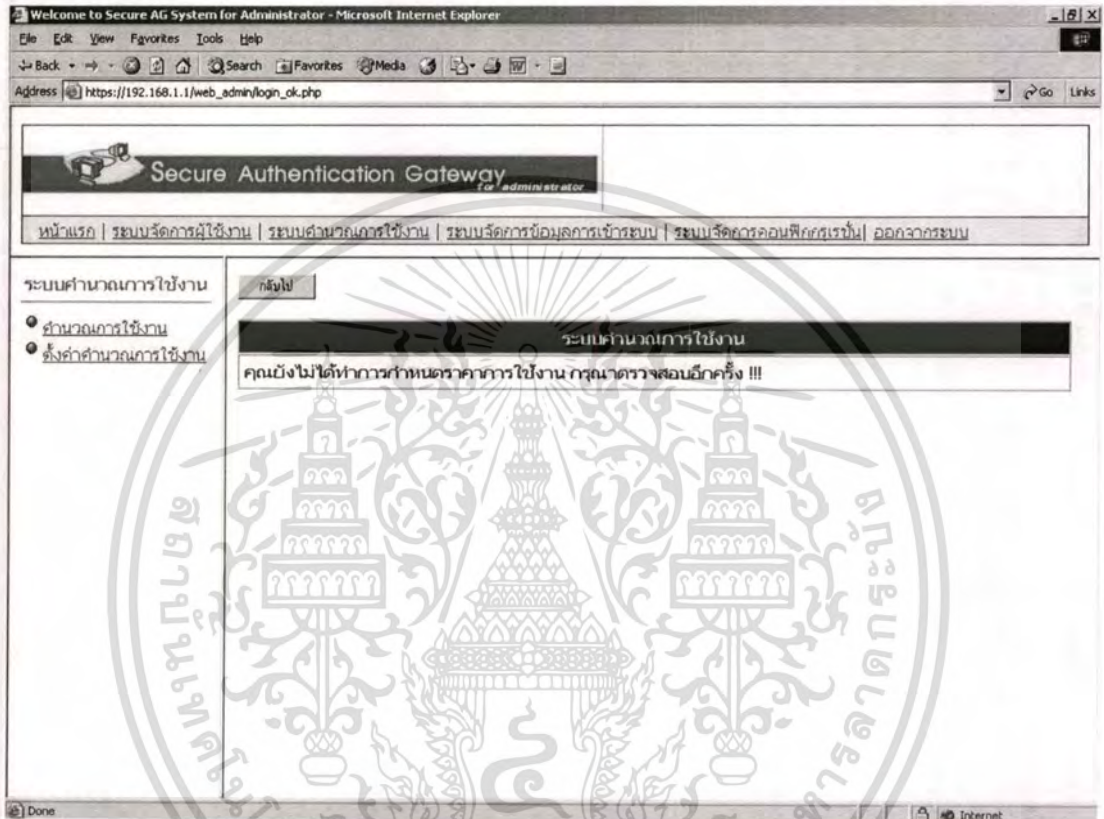 Welcome to Secure AG System for Administrator - Microsoft Internet Explorer
File Edit View Favorites Tools Help
Back Search Favorites Media
Address https://192.168.1.1/web_admin/login_ok.php Go Links
Secure Authentication Gateway
for administrator
หน้าแรก | ระบบจัดการผู้ใช้งาน | ระบบคำนวณการใช้งาน | ระบบจัดการข้อมูลการเข้าระบบ | ระบบจัดการคอนฟิกกูเรชั่น| ออกจากระบบ
ระบบคำนวณการใช้งาน
คำนวณการใช้งาน
ตั้งค่าคำนวณการใช้งาน
กลับไป
ระบบคำนวณการใช้งาน
คุณยังไม่ได้ทำการกำหนดราคาการใช้งาน กรุณาตรวจสอบอีกครั้ง !!!
Done Internet